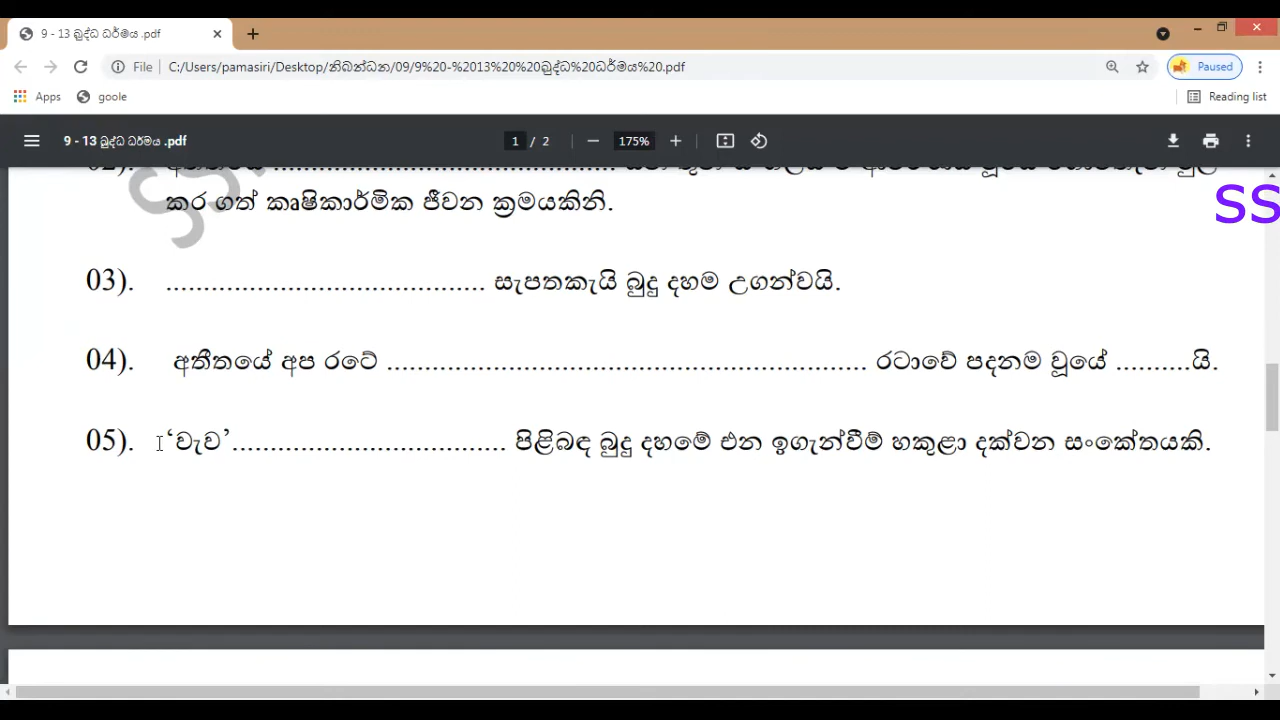 9 - 13 බුද්ධ ධර්මය .pdf
File C:/Users/pamasiri/Desktop/නිබන්ධන/09/9%20-%2013%20%20බුද්ධ%20ධර්මය%20.pdf Paused
Apps goole Reading list
9 - 13 බුද්ධ ධර්මය .pdf 1 / 2 175%
02).
කර ගත් කෘෂිකාර්මික ජීවන ක්‍රමයකිනි.
SS
03). .......................................... සැපතකැයි බුදු දහම උගන්වයි.
04). අතීතයේ අප රටේ ............................................................... රටාවේ පදනම වූයේ ..........යි.
05). ‘වැව’.................................... පිළිබඳ බුදු දහමේ එන ඉගැන්වීම් හකුළා දක්වන සංකේතයකි.